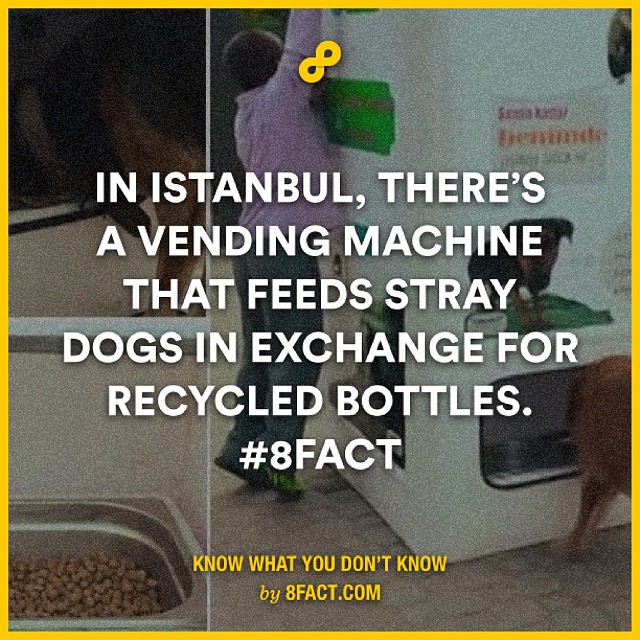 IN ISTANBUL, THERE'S
A VENDING MACHINE
THAT FEEDS STRAY
DOGS IN EXCHANGE FOR
RECYCLED BOTTLES.
#8FACT
KNOW WHAT YOU DON'T KNOW
by 8FACT.COM